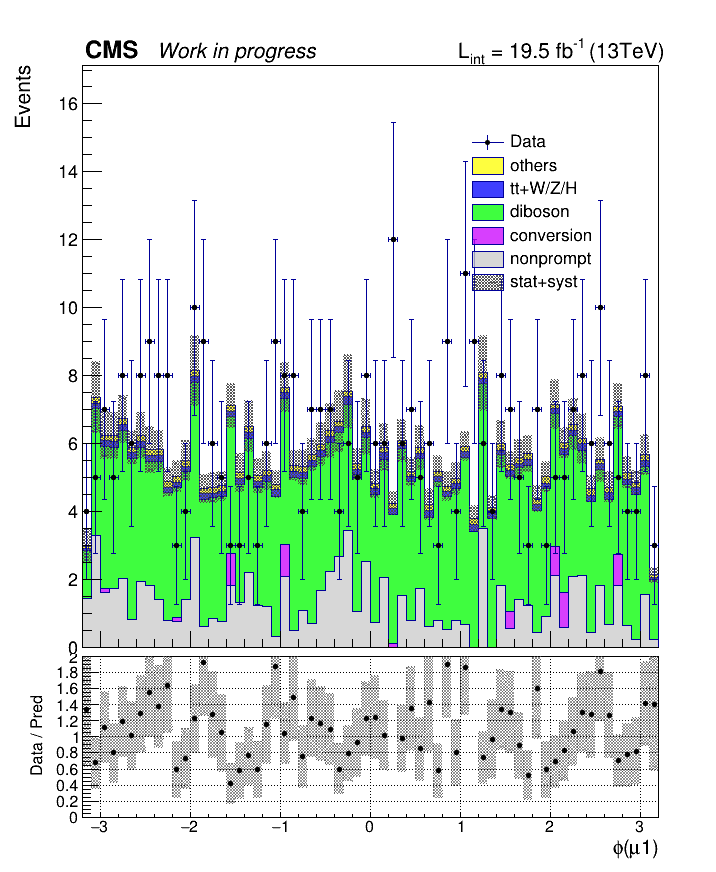 CMS Work in progress L_int = 19.5 fb⁻¹ (13TeV)
Events
16
14
12
10
8
6
4
2
0
Data
others
tt+W/Z/H
diboson
conversion
nonprompt
stat+syst
Data / Pred
2
1.8
1.6
1.4
1.2
1
0.8
0.6
0.4
0.2
0
−3 −2 −1 0 1 2 3
ϕ(μ1)